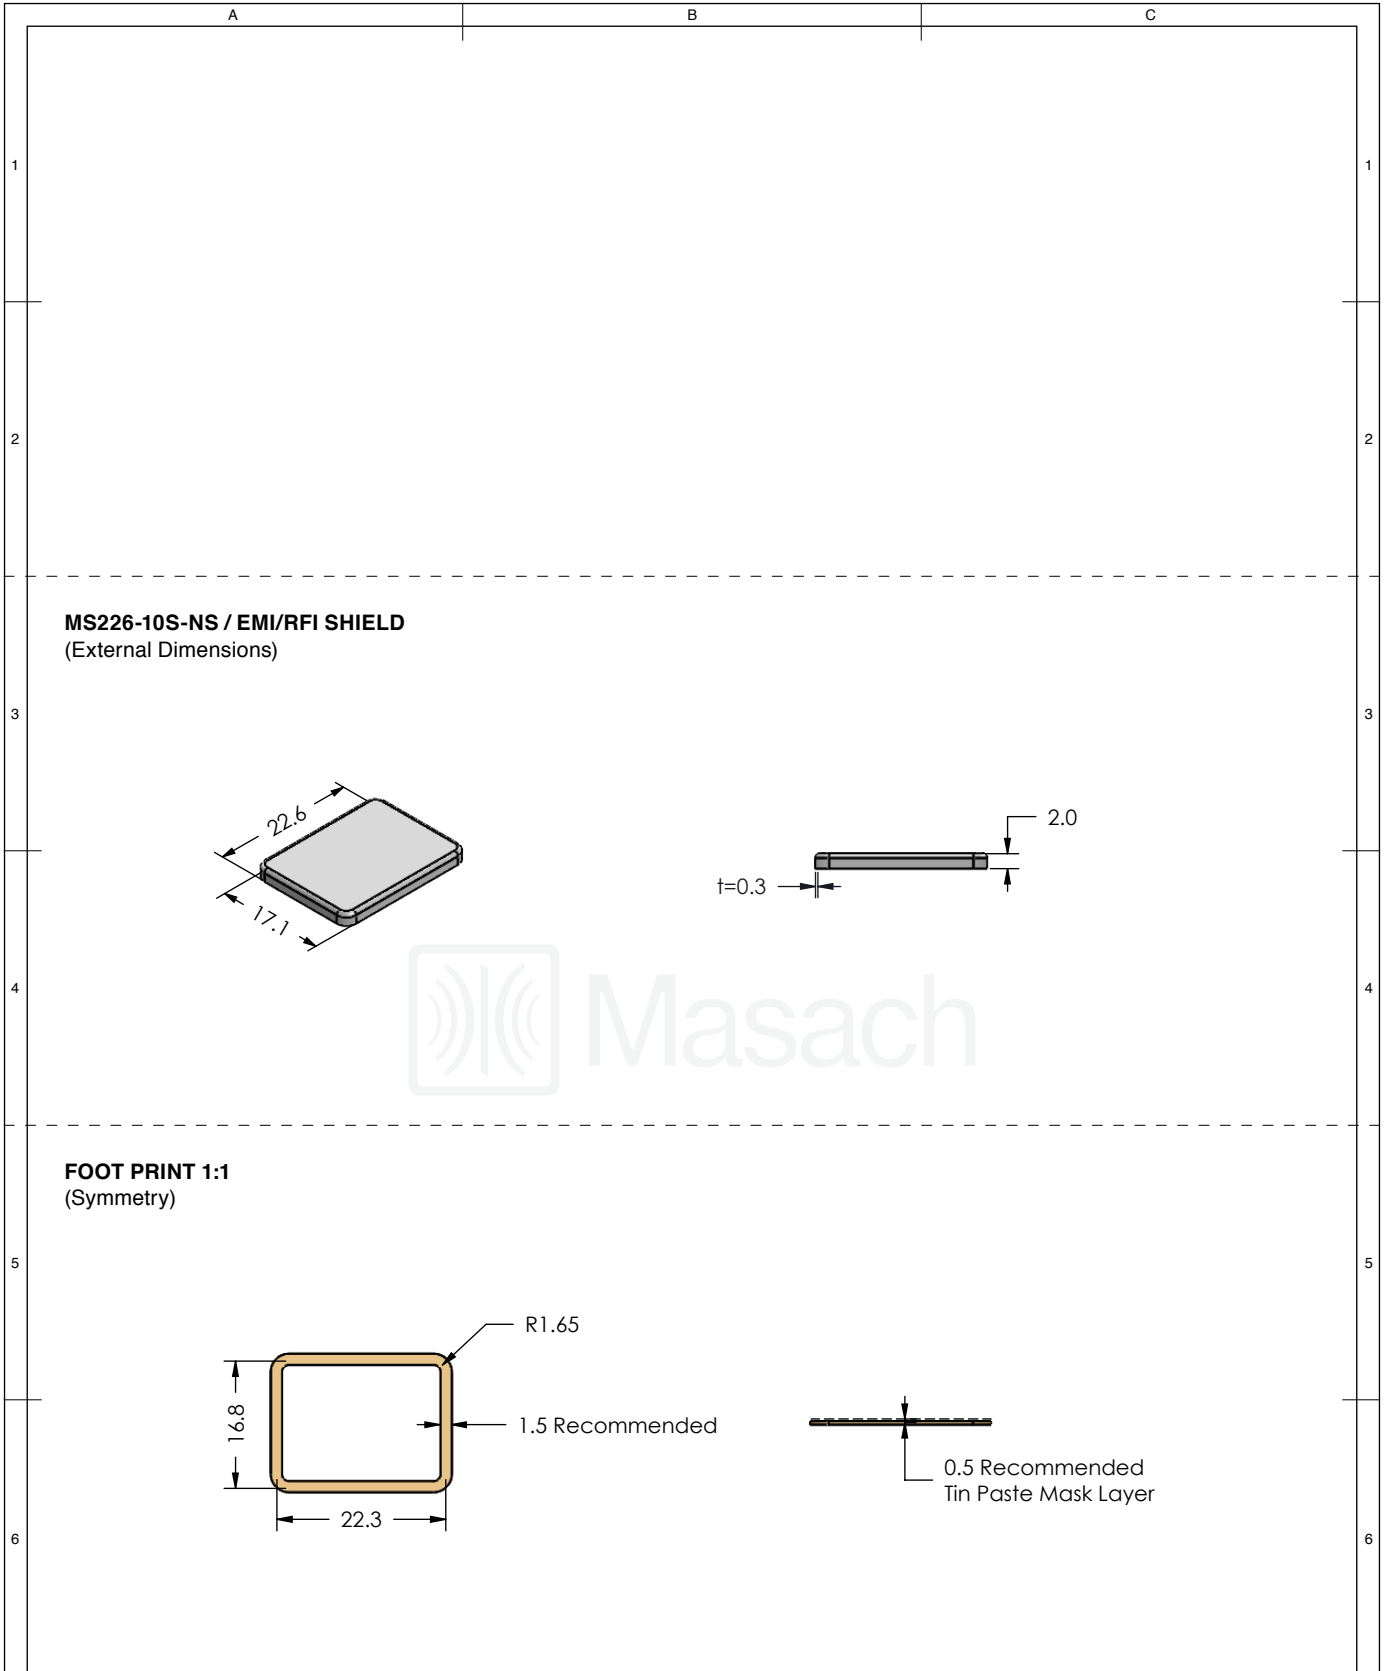 A
B
C
1
1
2
2
MS226-10S-NS / EMI/RFI SHIELD
(External Dimensions)
3
3
22.6
17.1
2.0
t=0.3
Masach
4
4
FOOT PRINT 1:1
(Symmetry)
5
5
R1.65
16.8
1.5 Recommended
22.3
0.5 Recommended
Tin Paste Mask Layer
6
6